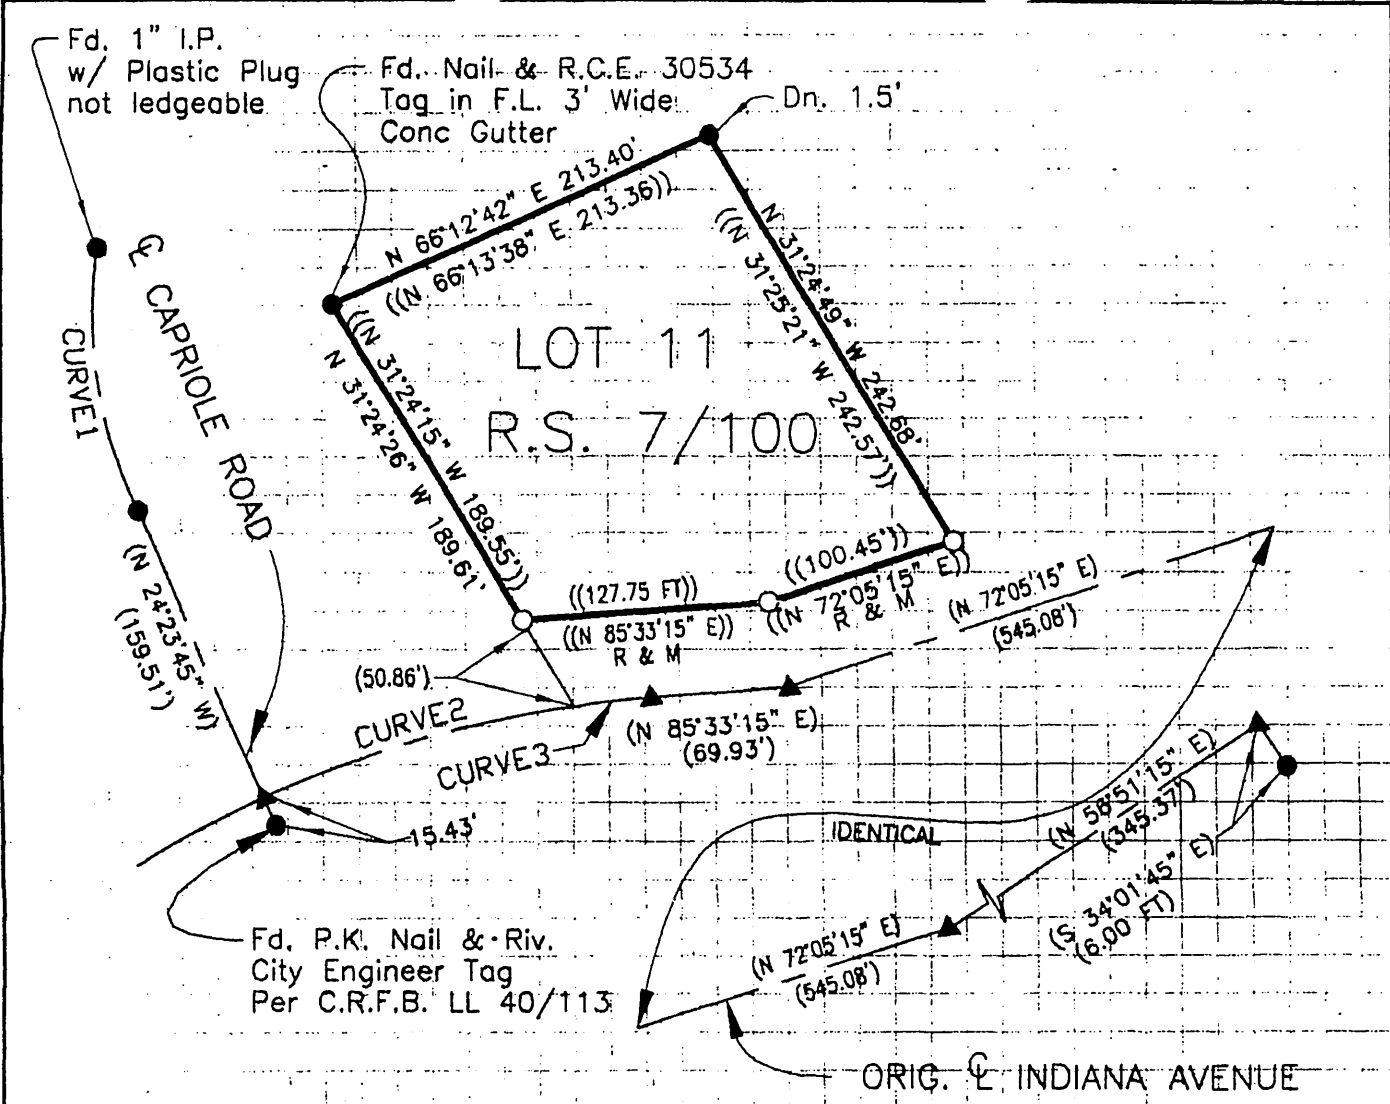 Fd. 1" I.P.
w/ Plastic Plug
not ledgeable
Fd. Nail & R.C.E. 30534
Tag in F.L. 3' Wide
Conc Gutter
Dn. 1.5'
N 66°12'42" E 213.40'
((N 66°13'38" E 213.36))
N 31°24'49" W 242.68'
((N 31°25'21" W 242.57'))
℄ CAPRIOLE ROAD
CURVE1
LOT 11
R.S. 7/100
((N 31°24'15" W 189.55'))
N 31°24'26" W 189.61'
(N 24°23'45" W)
(159.51')
((127.75 FT))
((N 85°33'15" E))
R & M
((100.45'))
((N 72°05'15" E))
R & M
(N 72°05'15" E)
(545.08')
(50.86')
CURVE2
CURVE3
(N 85°33'15" E)
(69.93')
15.43'
IDENTICAL
(N 58°51'15" E)
(345.37')
(S 34°01'45" E)
(6.00 FT)
(N 72°05'15" E)
(545.08')
Fd. P.K. Nail & Riv.
City Engineer Tag
Per C.R.F.B. LL 40/113
ORIG. ℄ INDIANA AVENUE